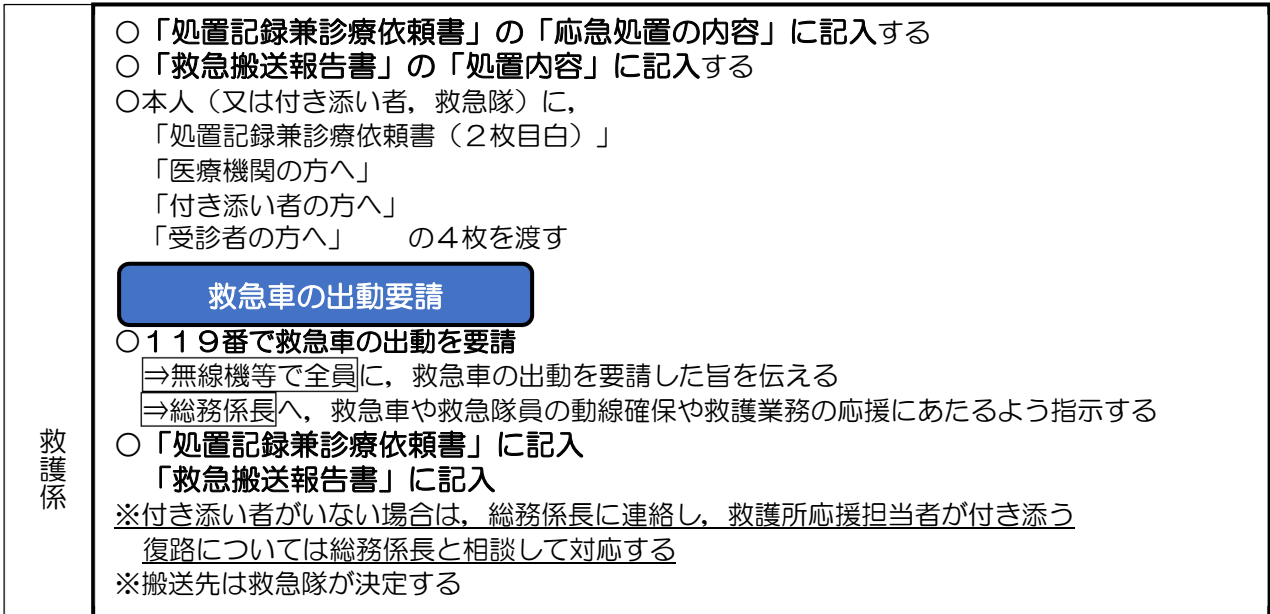 〇「処置記録兼診療依頼書」の「応急処置の内容」に記入する
〇「救急搬送報告書」の「処置内容」に記入する
〇本人（又は付き添い者，救急隊）に，
「処置記録兼診療依頼書（２枚目白）」
「医療機関の方へ」
「付き添い者の方へ」
「受診者の方へ」　　の４枚を渡す
救急車の出動要請
〇１１９番で救急車の出動を要請
⇒無線機等で全員に，救急車の出動を要請した旨を伝える
⇒総務係長へ，救急車や救急隊員の動線確保や救護業務の応援にあたるよう指示する
〇「処置記録兼診療依頼書」に記入
「救急搬送報告書」に記入
※付き添い者がいない場合は，総務係長に連絡し，救護所応援担当者が付き添う
復路については総務係長と相談して対応する
※搬送先は救急隊が決定する
救護係